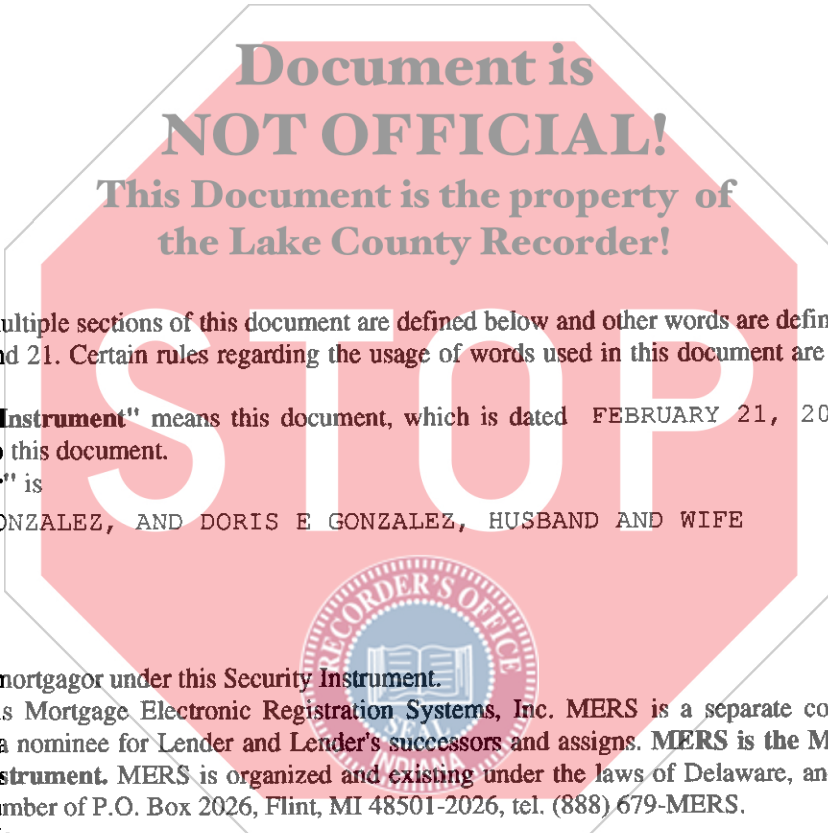 Document is
NOT OFFICIAL!
This Document is the property of
the Lake County Recorder!
ultiple sections of this document are defined below and other words are defin
nd 21. Certain rules regarding the usage of words used in this document are
Instrument" means this document, which is dated FEBRUARY 21, 20
this document.
" is
ONZALEZ, AND DORIS E GONZALEZ, HUSBAND AND WIFE
STOP
RECORDER'S OFFICE
SEAL
INDIANA
mortgagor under this Security Instrument.
s Mortgage Electronic Registration Systems, Inc. MERS is a separate co
a nominee for Lender and Lender's successors and assigns. MERS is the M
strument. MERS is organized and existing under the laws of Delaware, an
mber of P.O. Box 2026, Flint, MI 48501-2026, tel. (888) 679-MERS.